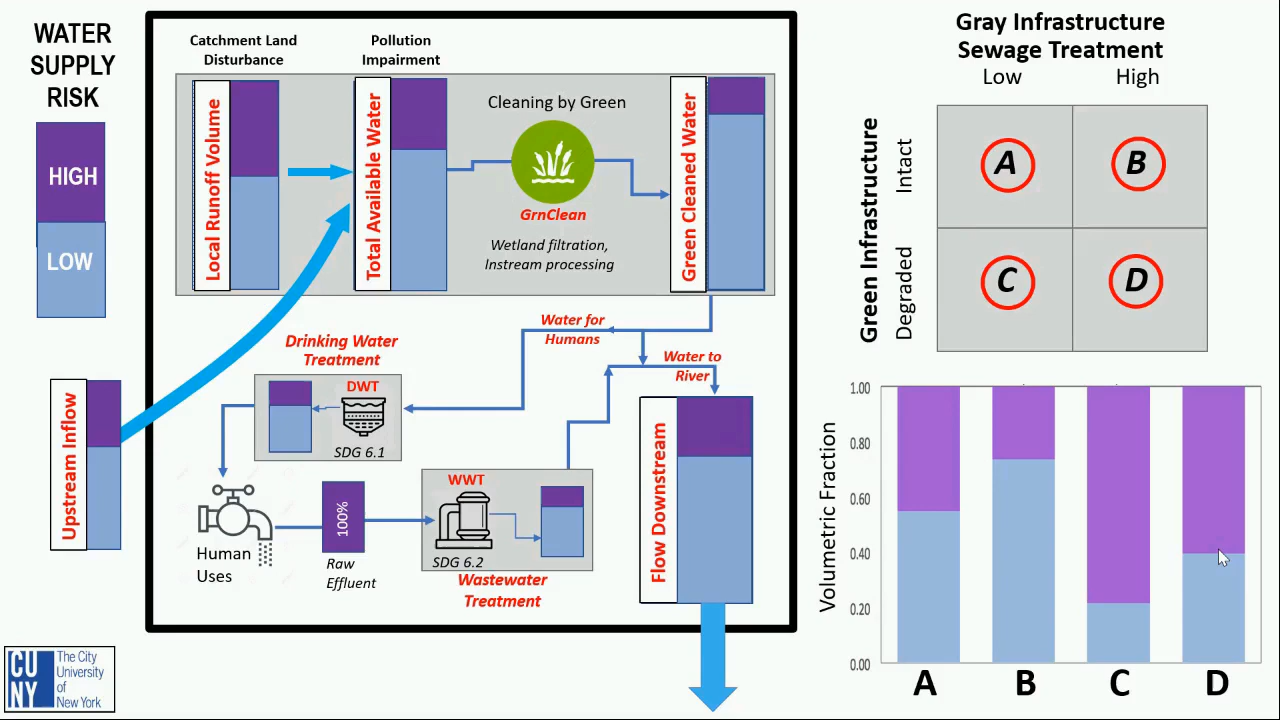 WATER
SUPPLY
RISK
HIGH
LOW
Upstream Inflow
Catchment Land
Disturbance
Pollution
Impairment
Local Runoff Volume
Total Available Water
Cleaning by Green
GrnClean
Wetland filtration,
Instream processing
Green Cleaned Water
Water for
Humans
Water to
River
Drinking Water
Treatment
DWT
SDG 6.1
Human
Uses
100%
Raw
Effluent
WWT
SDG 6.2
Wastewater
Treatment
Flow Downstream
CU
NY
The City
University
of
New York
Gray Infrastructure
Sewage Treatment
Low
High
Green Infrastructure
Intact
Degraded
A
B
C
D
Volumetric Fraction
1.00
0.80
0.60
0.40
0.20
0.00
A
B
C
D